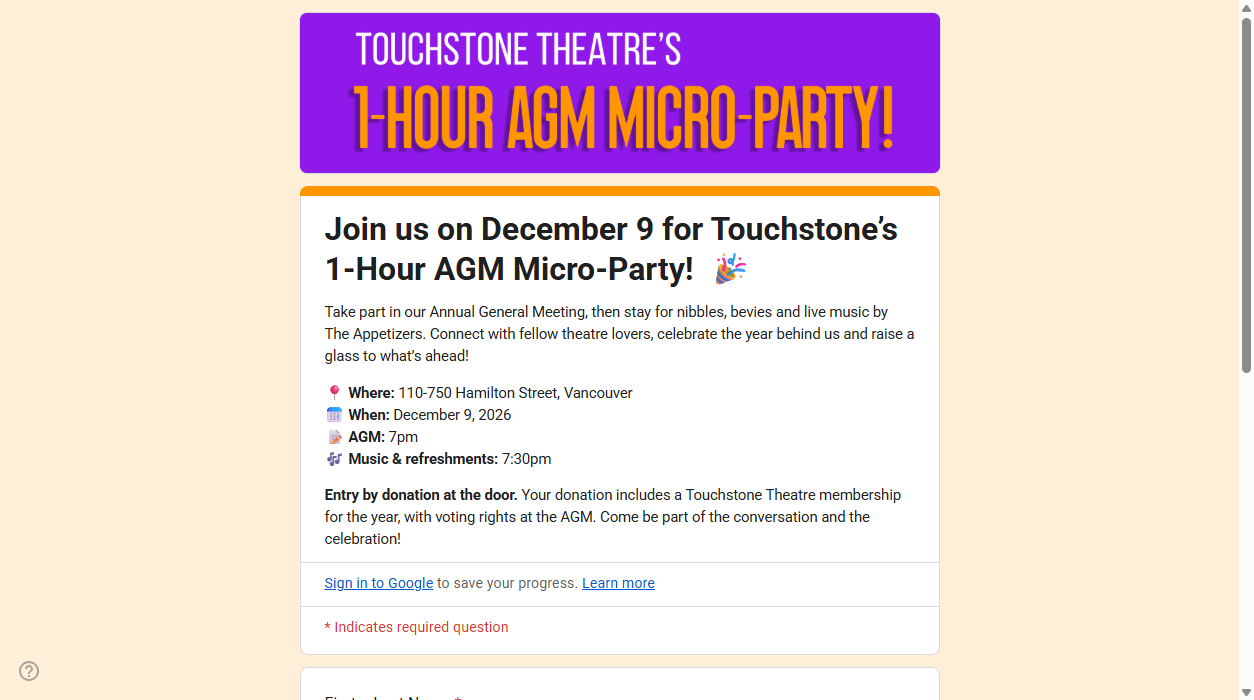 TOUCHSTONE THEATRE'S
1-HOUR AGM MICRO-PARTY!
Join us on December 9 for Touchstone’s
1-Hour AGM Micro-Party! 🎉
Take part in our Annual General Meeting, then stay for nibbles, bevies and live music by
The Appetizers. Connect with fellow theatre lovers, celebrate the year behind us and raise a
glass to what’s ahead!
📍 Where: 110-750 Hamilton Street, Vancouver
🗓️ When: December 9, 2026
📝 AGM: 7pm
🎶 Music & refreshments: 7:30pm
Entry by donation at the door. Your donation includes a Touchstone Theatre membership
for the year, with voting rights at the AGM. Come be part of the conversation and the
celebration!
Sign in to Google to save your progress. Learn more
* Indicates required question